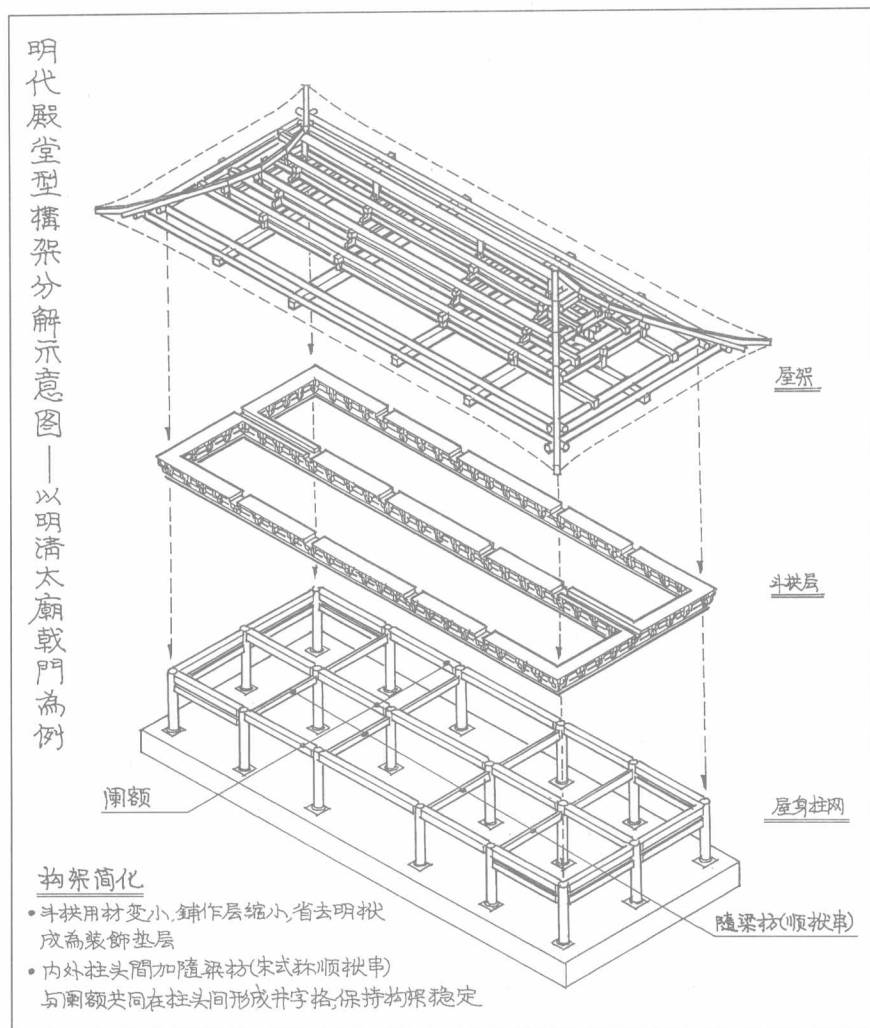 明代殿堂型構架分解示意图——以明清太廟戟門為例
屋架
斗拱层
屋身柱网
阑额
随梁枋(顺栿串)
构架简化
• 斗拱用材变小,鋪作层缩小,省去明栿
成為装飾垫层
• 内外柱头間加隨梁枋(宋式称顺栿串)
与阑额共同在柱头间形成井字格,保持构架稳定